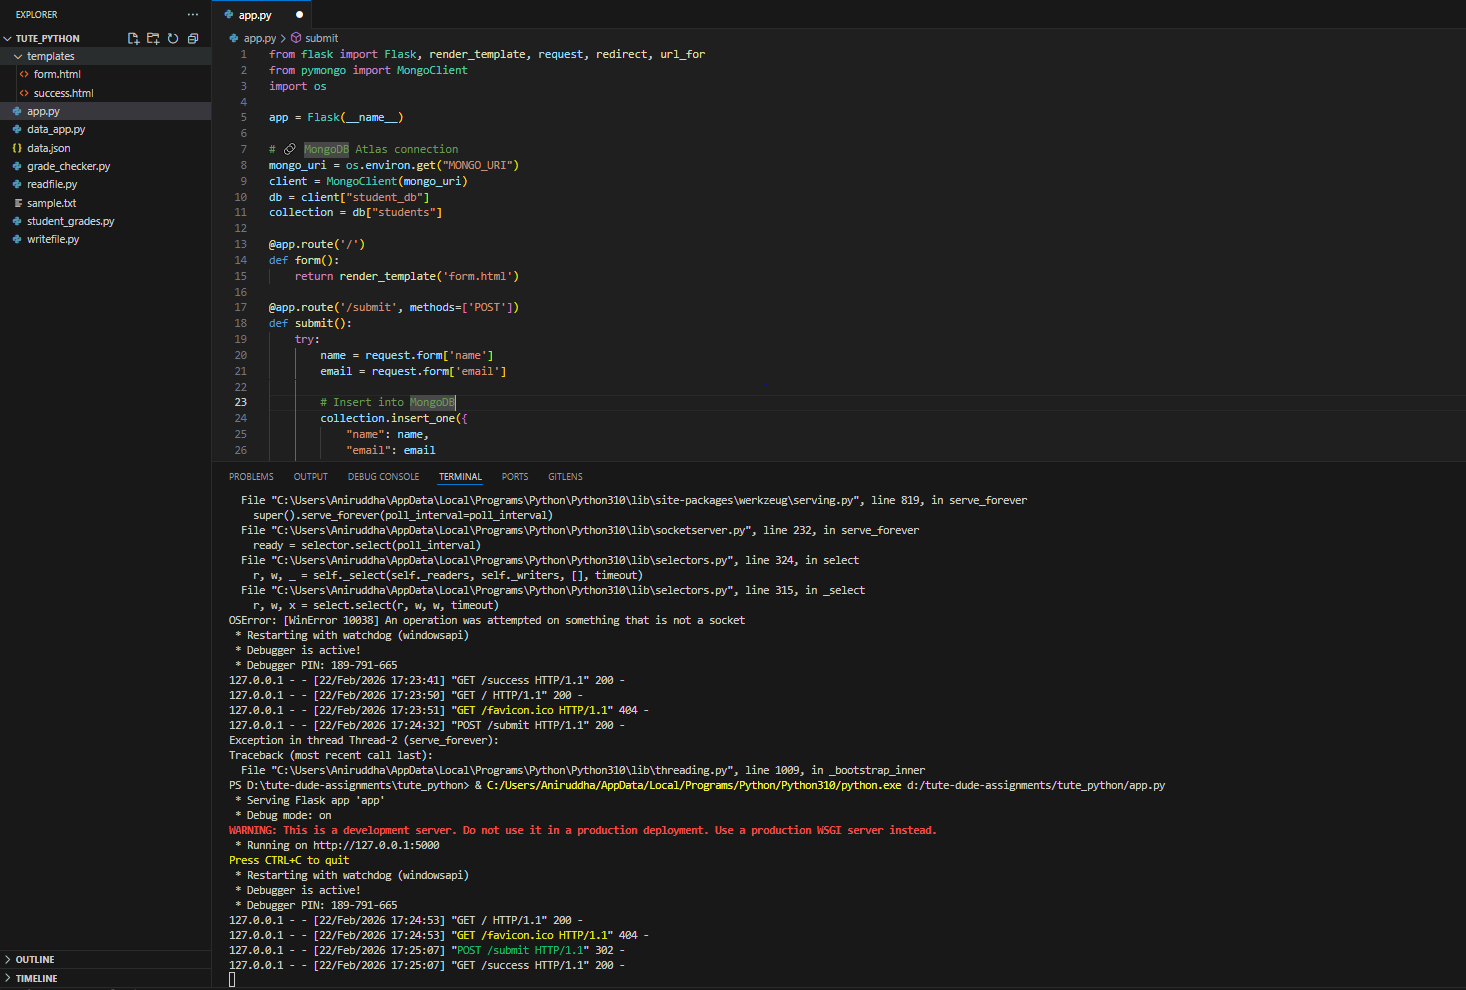 EXPLORER
TUTE_PYTHON
templates
form.html
success.html
app.py
data_app.py
data.json
grade_checker.py
readfile.py
sample.txt
student_grades.py
writefile.py
OUTLINE
TIMELINE
app.py
app.py > submit
1 from flask import Flask, render_template, request, redirect, url_for
2 from pymongo import MongoClient
3 import os
4
5 app = Flask(__name__)
6
7 # 🔗 MongoDB Atlas connection
8 mongo_uri = os.environ.get("MONGO_URI")
9 client = MongoClient(mongo_uri)
10 db = client["student_db"]
11 collection = db["students"]
12
13 @app.route('/')
14 def form():
15     return render_template('form.html')
16
17 @app.route('/submit', methods=['POST'])
18 def submit():
19     try:
20         name = request.form['name']
21         email = request.form['email']
22
23         # Insert into MongoDB
24         collection.insert_one({
25             "name": name,
26             "email": email
PROBLEMS OUTPUT DEBUG CONSOLE TERMINAL PORTS GITLENS
  File "C:\Users\Aniruddha\AppData\Local\Programs\Python\Python310\lib\site-packages\werkzeug\serving.py", line 819, in serve_forever
    super().serve_forever(poll_interval=poll_interval)
  File "C:\Users\Aniruddha\AppData\Local\Programs\Python\Python310\lib\socketserver.py", line 232, in serve_forever
    ready = selector.select(poll_interval)
  File "C:\Users\Aniruddha\AppData\Local\Programs\Python\Python310\lib\selectors.py", line 324, in select
    r, w, _ = self._select(self._readers, self._writers, [], timeout)
  File "C:\Users\Aniruddha\AppData\Local\Programs\Python\Python310\lib\selectors.py", line 315, in _select
    r, w, x = select.select(r, w, w, timeout)
OSError: [WinError 10038] An operation was attempted on something that is not a socket
 * Restarting with watchdog (windowsapi)
 * Debugger is active!
 * Debugger PIN: 189-791-665
127.0.0.1 - - [22/Feb/2026 17:23:41] "GET /success HTTP/1.1" 200 -
127.0.0.1 - - [22/Feb/2026 17:23:50] "GET / HTTP/1.1" 200 -
127.0.0.1 - - [22/Feb/2026 17:23:51] "GET /favicon.ico HTTP/1.1" 404 -
127.0.0.1 - - [22/Feb/2026 17:24:32] "POST /submit HTTP/1.1" 200 -
Exception in thread Thread-2 (serve_forever):
Traceback (most recent call last):
  File "C:\Users\Aniruddha\AppData\Local\Programs\Python\Python310\lib\threading.py", line 1009, in _bootstrap_inner
PS D:\tute-dude-assignments\tute_python> & C:/Users/Aniruddha/AppData/Local/Programs/Python/Python310/python.exe d:/tute-dude-assignments/tute_python/app.py
 * Serving Flask app 'app'
 * Debug mode: on
WARNING: This is a development server. Do not use it in a production deployment. Use a production WSGI server instead.
 * Running on http://127.0.0.1:5000
Press CTRL+C to quit
 * Restarting with watchdog (windowsapi)
 * Debugger is active!
 * Debugger PIN: 189-791-665
127.0.0.1 - - [22/Feb/2026 17:24:53] "GET / HTTP/1.1" 200 -
127.0.0.1 - - [22/Feb/2026 17:24:53] "GET /favicon.ico HTTP/1.1" 404 -
127.0.0.1 - - [22/Feb/2026 17:25:07] "POST /submit HTTP/1.1" 302 -
127.0.0.1 - - [22/Feb/2026 17:25:07] "GET /success HTTP/1.1" 200 -